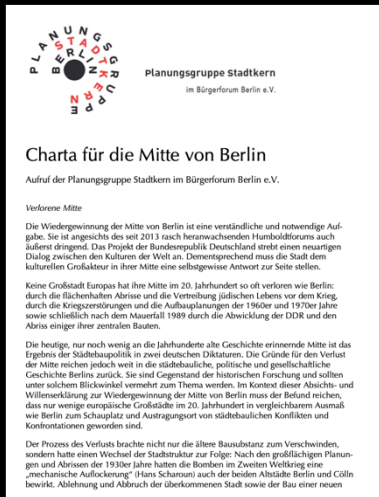 PLANUNGSGRUPPE
STADTKERN
BERLIN
Planungsgruppe Stadtkern
im Bürgerforum Berlin e.V.
Charta für die Mitte von Berlin
Aufruf der Planungsgruppe Stadtkern im Bürgerforum Berlin e.V.
Verlorene Mitte
Die Wiedergewinnung der Mitte von Berlin ist eine verständliche und notwendige Auf-
gabe. Sie ist angesichts des seit 2013 rasch heranwachsenden Humboldtforums auch
äußerst dringend. Das Projekt der Bundesrepublik Deutschland strebt einen neuartigen
Dialog zwischen den Kulturen der Welt an. Dementsprechend muss die Stadt dem
kulturellen Großakteur in ihrer Mitte eine selbstgewisse Antwort zur Seite stellen.
Keine Großstadt Europas hat ihre Mitte im 20. Jahrhundert so oft verloren wie Berlin:
durch die flächenhaften Abrisse und die Vertreibung jüdischen Lebens vor dem Krieg,
durch die Kriegszerstörungen und die Aufbauplanungen der 1960er und 1970er Jahre
sowie schließlich nach dem Mauerfall 1989 durch die Abwicklung der DDR und den
Abriss einiger ihrer zentralen Bauten.
Die heutige, nur noch wenig an die Jahrhunderte alte Geschichte erinnernde Mitte ist das
Ergebnis der Städtebaupolitik in zwei deutschen Diktaturen. Die Gründe für den Verlust
der Mitte reichen jedoch weit in die städtebauliche, politische und gesellschaftliche
Geschichte Berlins zurück. Sie sind Gegenstand der historischen Forschung und sollten
unter solchem Blickwinkel vermehrt zum Thema werden. Im Kontext dieser Absichts- und
Willenserklärung zur Wiedergewinnung der Mitte von Berlin muss der Befund reichen,
dass nur wenige europäische Großstädte im 20. Jahrhundert in vergleichbarem Ausmaß
wie Berlin zum Schauplatz und Austragungsort von städtebaulichen Konflikten und
Konfrontationen geworden sind.
Der Prozess des Verlusts brachte nicht nur die ältere Bausubstanz zum Verschwinden,
sondern hatte einen Wechsel der Stadtstruktur zur Folge: Nach den großflächigen Planun-
gen und Abrissen der 1930er Jahre hatten die Bomben im Zweiten Weltkrieg eine
„mechanische Auflockerung“ (Hans Scharoun) auch der beiden Altstädte Berlin und Cölln
bewirkt. Ablehnung und Abbruch der überkommenen Stadt sowie der Bau einer neuen